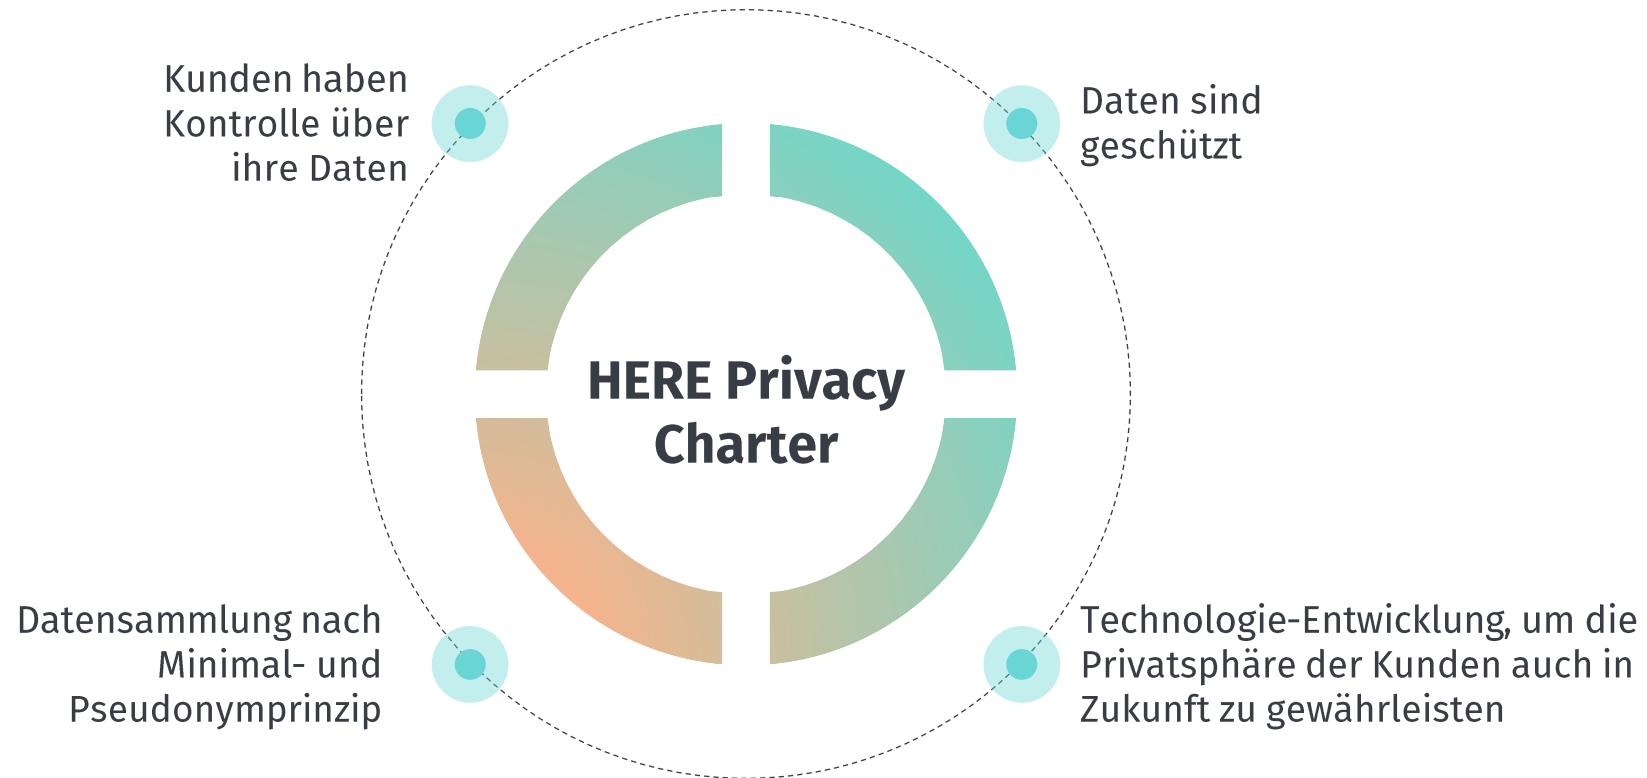 Kunden haben
Kontrolle über
ihre Daten
Daten sind
geschützt
HERE Privacy
Charter
Datensammlung nach
Minimal- und
Pseudonymprinzip
Technologie-Entwicklung, um die
Privatsphäre der Kunden auch in
Zukunft zu gewährleisten